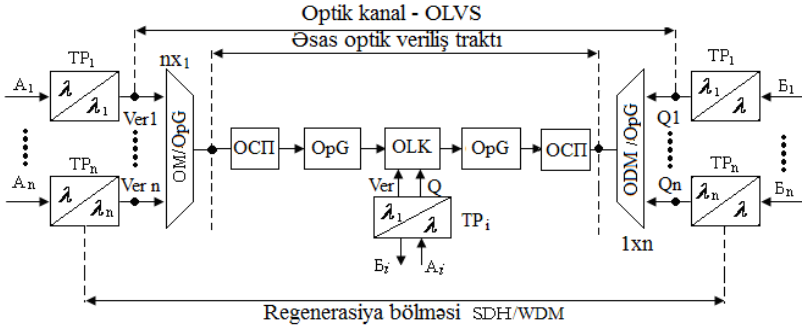 Optik kanal - OLVS
Əsas optik veriliş traktı
TP1
nx1
TP1
A1
λ
λ1
Ver1
OM/OpG
ОСП
OpG
OLK
OpG
ОСП
ODM /OpG
Q1
λ1
λ
Б1
TPn
Ver
Q
TPn
An
λ
λn
Ver n
λ1
λ
TPi
Qn
λn
λ
Бn
Бi
Ai
1xn
Regenerasiya bölməsi SDH/WDM